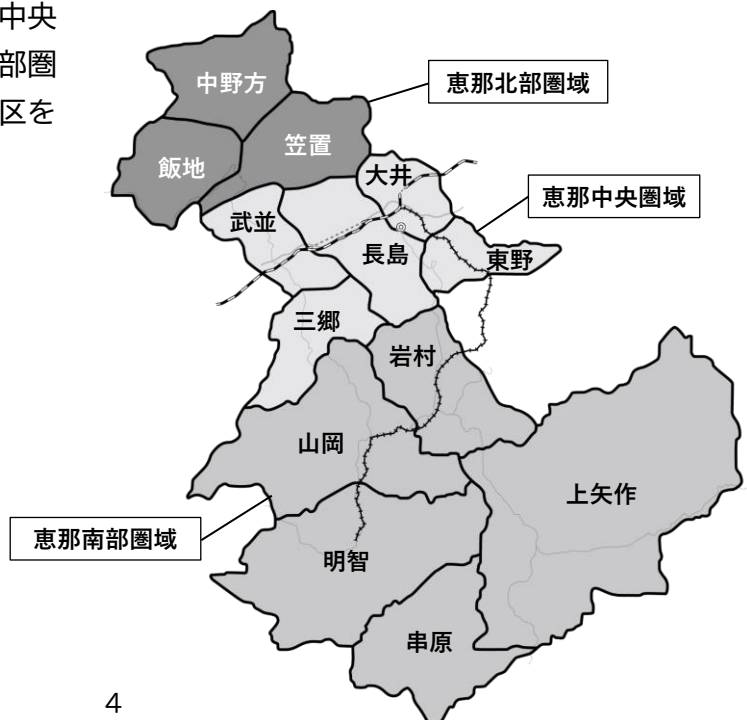 中央
部圏
区を
中野方
恵那北部圏域
笠置
飯地
大井
恵那中央圏域
武並
長島
東野
三郷
岩村
山岡
上矢作
恵那南部圏域
明智
串原
4